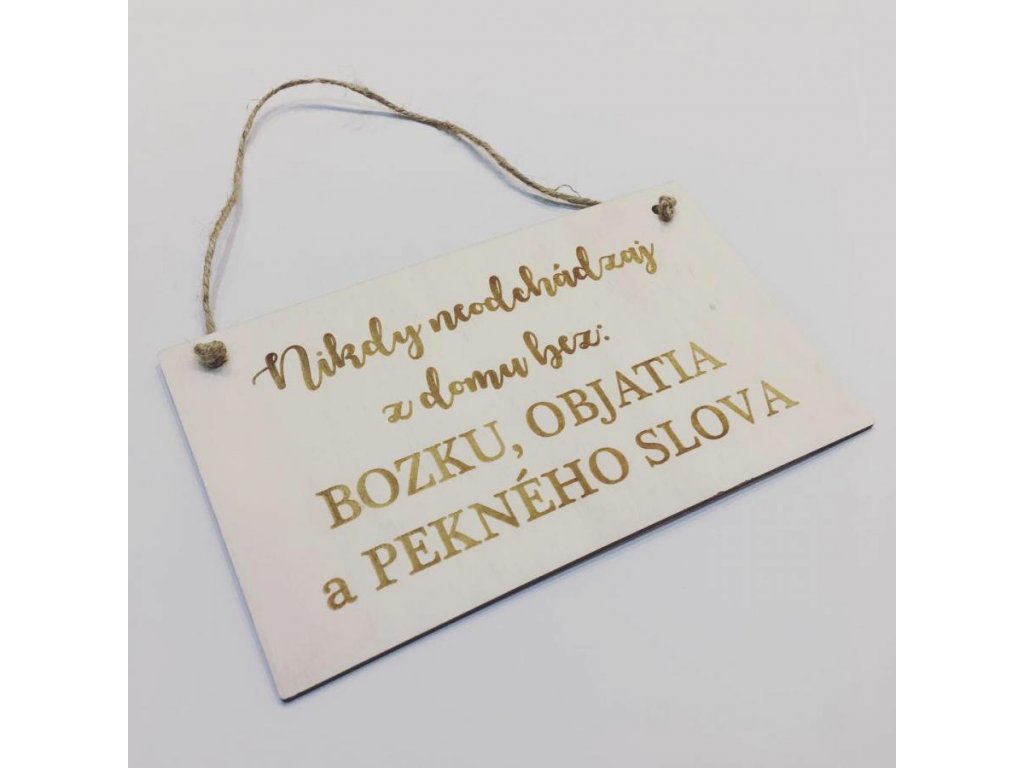 Nikdy neodchádzaj
z domu bez:
BOZKU, OBJATIA
a PEKNÉHO SLOVA